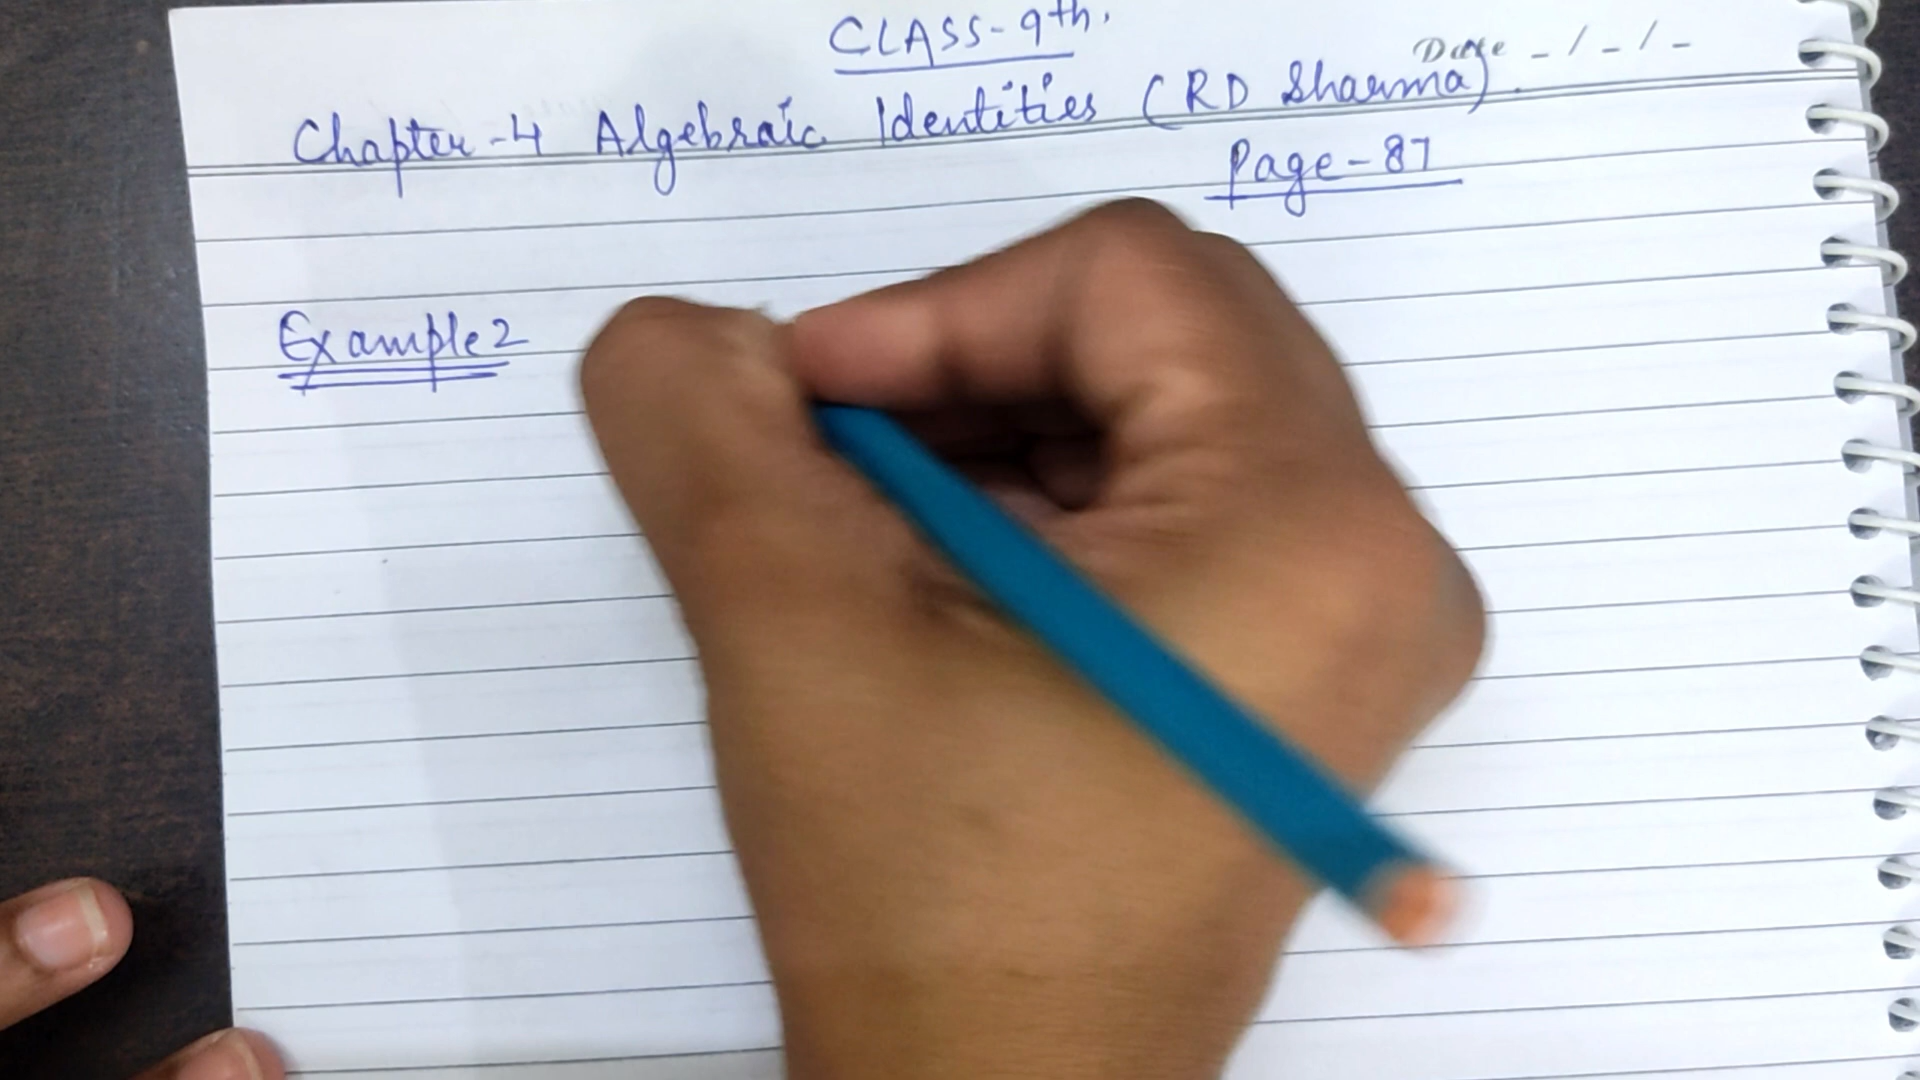 CLASS-9th.
Date _ / _ / _
Chapter-4 Algebraic Identities (RD Sharma).
Page-87
Example 2